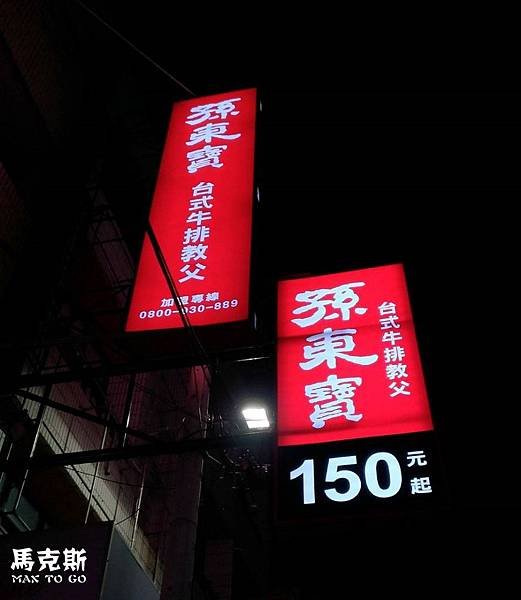 孫東寶
台式牛排教父
加盟專線
0800-030-889
孫東寶
台式牛排教父
150元起
馬克斯
MAX TO GO